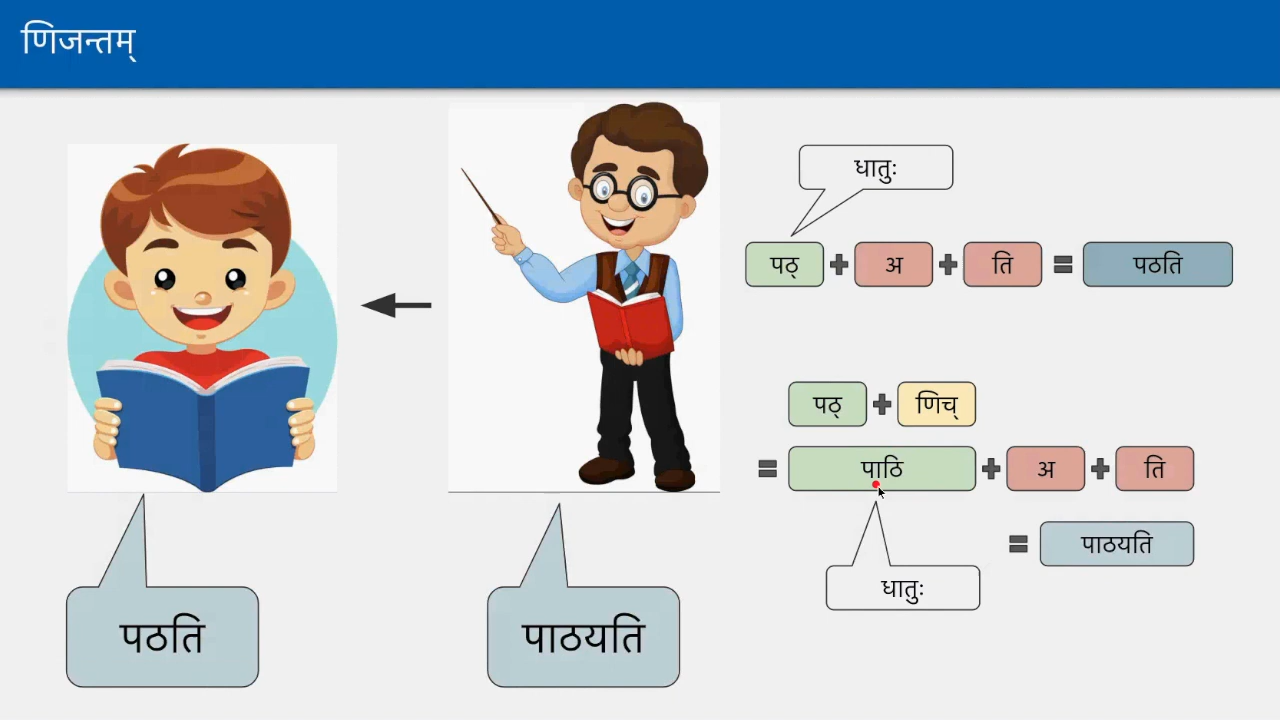 णिजन्तम्
धातुः
पठ् + अ + ति = पठति
पठ् + णिच्
= पाठि + अ + ति
= पाठयति
धातुः
पठति
पाठयति